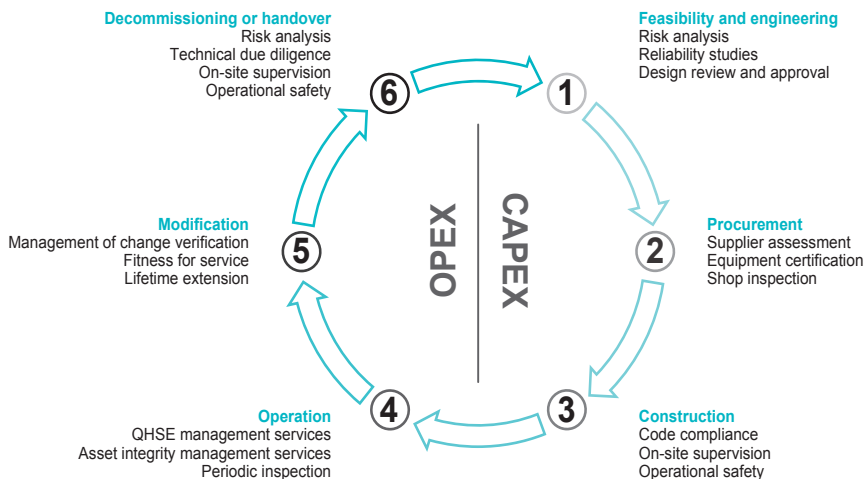 Decommissioning or handover
Risk analysis
Technical due diligence
On-site supervision
Operational safety
6
Feasibility and engineering
Risk analysis
Reliability studies
Design review and approval
1
Modification
Management of change verification
Fitness for service
Lifetime extension
5
OPEX
CAPEX
2
Procurement
Supplier assessment
Equipment certification
Shop inspection
Operation
QHSE management services
Asset integrity management services
Periodic inspection
4
3
Construction
Code compliance
On-site supervision
Operational safety